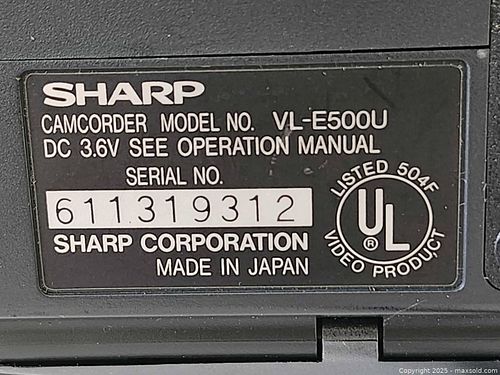 SHARP
CAMCORDER MODEL NO. VL-E500U
DC 3.6V SEE OPERATION MANUAL
SERIAL NO.
611319312
SHARP CORPORATION
MADE IN JAPAN
LISTED 504F
UL
®
VIDEO PRODUCT
Copyright 2025 - maxsold.com